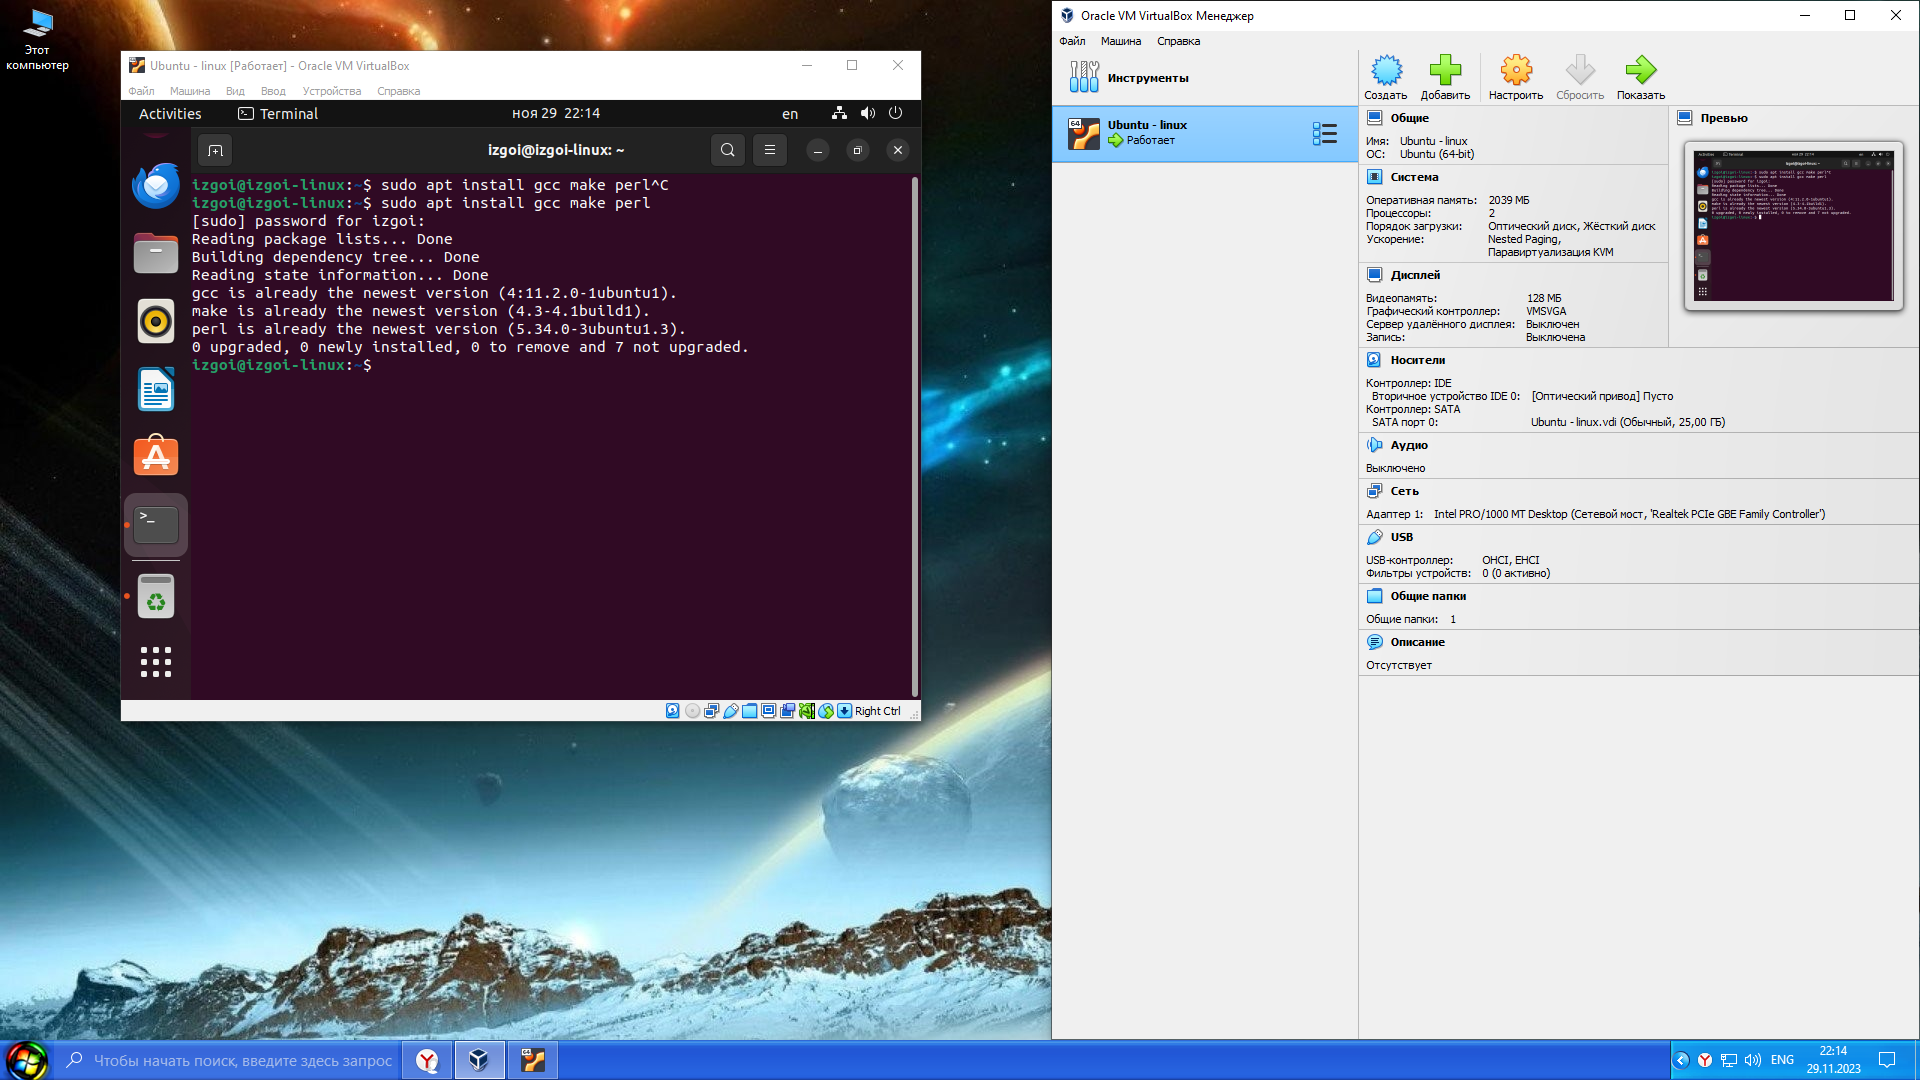 Этот
компьютер
Ubuntu - linux [Работает] - Oracle VM VirtualBox
Файл Машина Вид Ввод Устройства Справка
Activities Terminal ноя 29 22:14 en
izgoi@izgoi-linux: ~
izgoi@izgoi-linux:~$ sudo apt install gcc make perl^C
izgoi@izgoi-linux:~$ sudo apt install gcc make perl
[sudo] password for izgoi:
Reading package lists... Done
Building dependency tree... Done
Reading state information... Done
gcc is already the newest version (4:11.2.0-1ubuntu1).
make is already the newest version (4.3-4.1build1).
perl is already the newest version (5.34.0-3ubuntu1.3).
0 upgraded, 0 newly installed, 0 to remove and 7 not upgraded.
izgoi@izgoi-linux:~$
Right Ctrl
Oracle VM VirtualBox Менеджер
Файл Машина Справка
Инструменты
Создать Добавить Настроить Сбросить Показать
64
Ubuntu - linux
Работает
Общие
Имя: Ubuntu - linux
ОС: Ubuntu (64-bit)
Система
Оперативная память: 2039 МБ
Процессоры: 2
Порядок загрузки: Оптический диск, Жёсткий диск
Ускорение: Nested Paging,
Паравиртуализация KVM
Дисплей
Видеопамять: 128 МБ
Графический контроллер: VMSVGA
Сервер удалённого дисплея: Выключен
Запись: Выключена
Превью
Носители
Контроллер: IDE
Вторичное устройство IDE 0: [Оптический привод] Пусто
Контроллер: SATA
SATA порт 0: Ubuntu - linux.vdi (Обычный, 25,00 ГБ)
Аудио
Выключено
Сеть
Адаптер 1: Intel PRO/1000 MT Desktop (Сетевой мост, 'Realtek PCIe GBE Family Controller')
USB
USB-контроллер: OHCI, EHCI
Фильтры устройств: 0 (0 активно)
Общие папки
Общие папки: 1
Описание
Отсутствует
Чтобы начать поиск, введите здесь запрос
ENG
22:14
29.11.2023